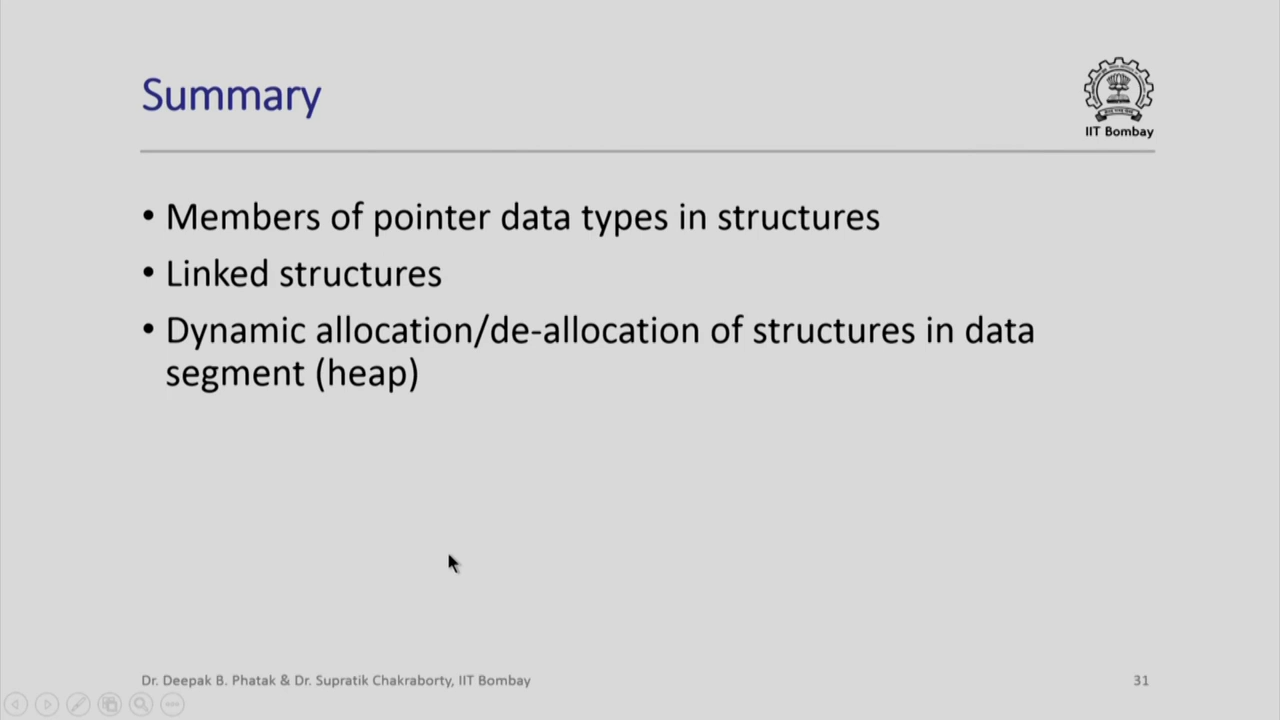 Summary
IIT Bombay
• Members of pointer data types in structures
• Linked structures
• Dynamic allocation/de-allocation of structures in data
segment (heap)
Dr. Deepak B. Phatak & Dr. Supratik Chakraborty, IIT Bombay
31